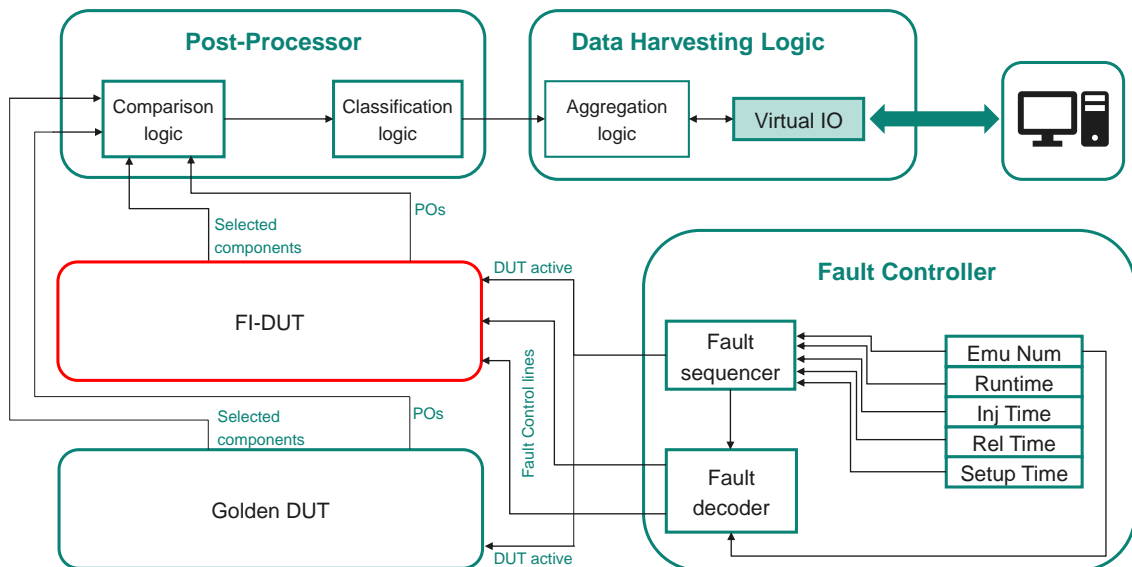 Post-Processor
Data Harvesting Logic
Comparison
logic
Classification
logic
Aggregation
logic
Virtual IO
Selected
components
POs
DUT active
Fault Controller
FI-DUT
Fault
sequencer
Emu Num
Runtime
Inj Time
Rel Time
Setup Time
Fault Control lines
Selected
components
POs
Fault
decoder
Golden DUT
DUT active